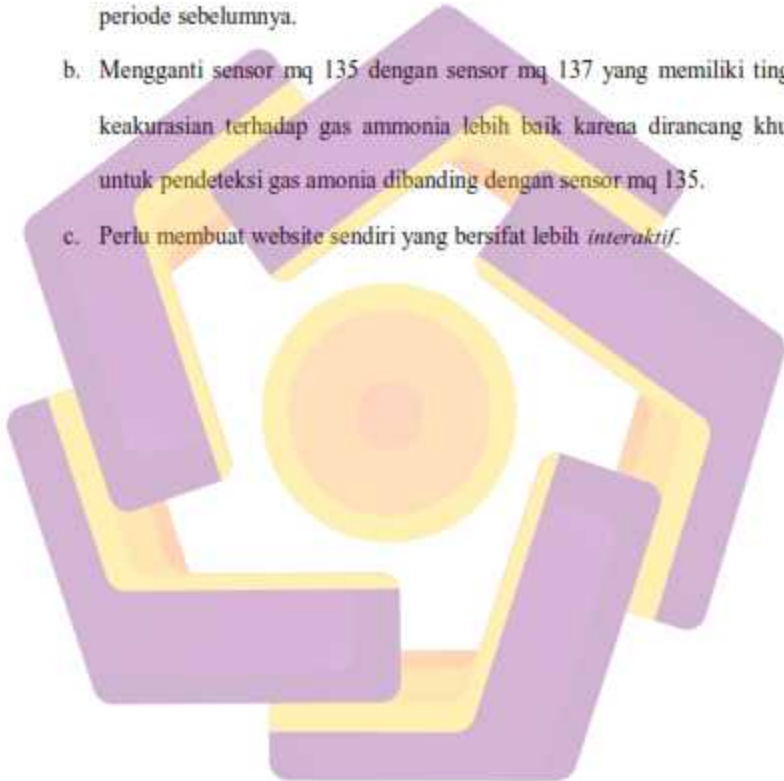 periode sebelumnya.
b. Mengganti sensor mq 135 dengan sensor mq 137 yang memiliki ting
keakurasian terhadap gas ammonia lebih baik karena dirancang khu
untuk pendeteksi gas amonia dibanding dengan sensor mq 135.
c. Perlu membuat website sendiri yang bersifat lebih interaktif.